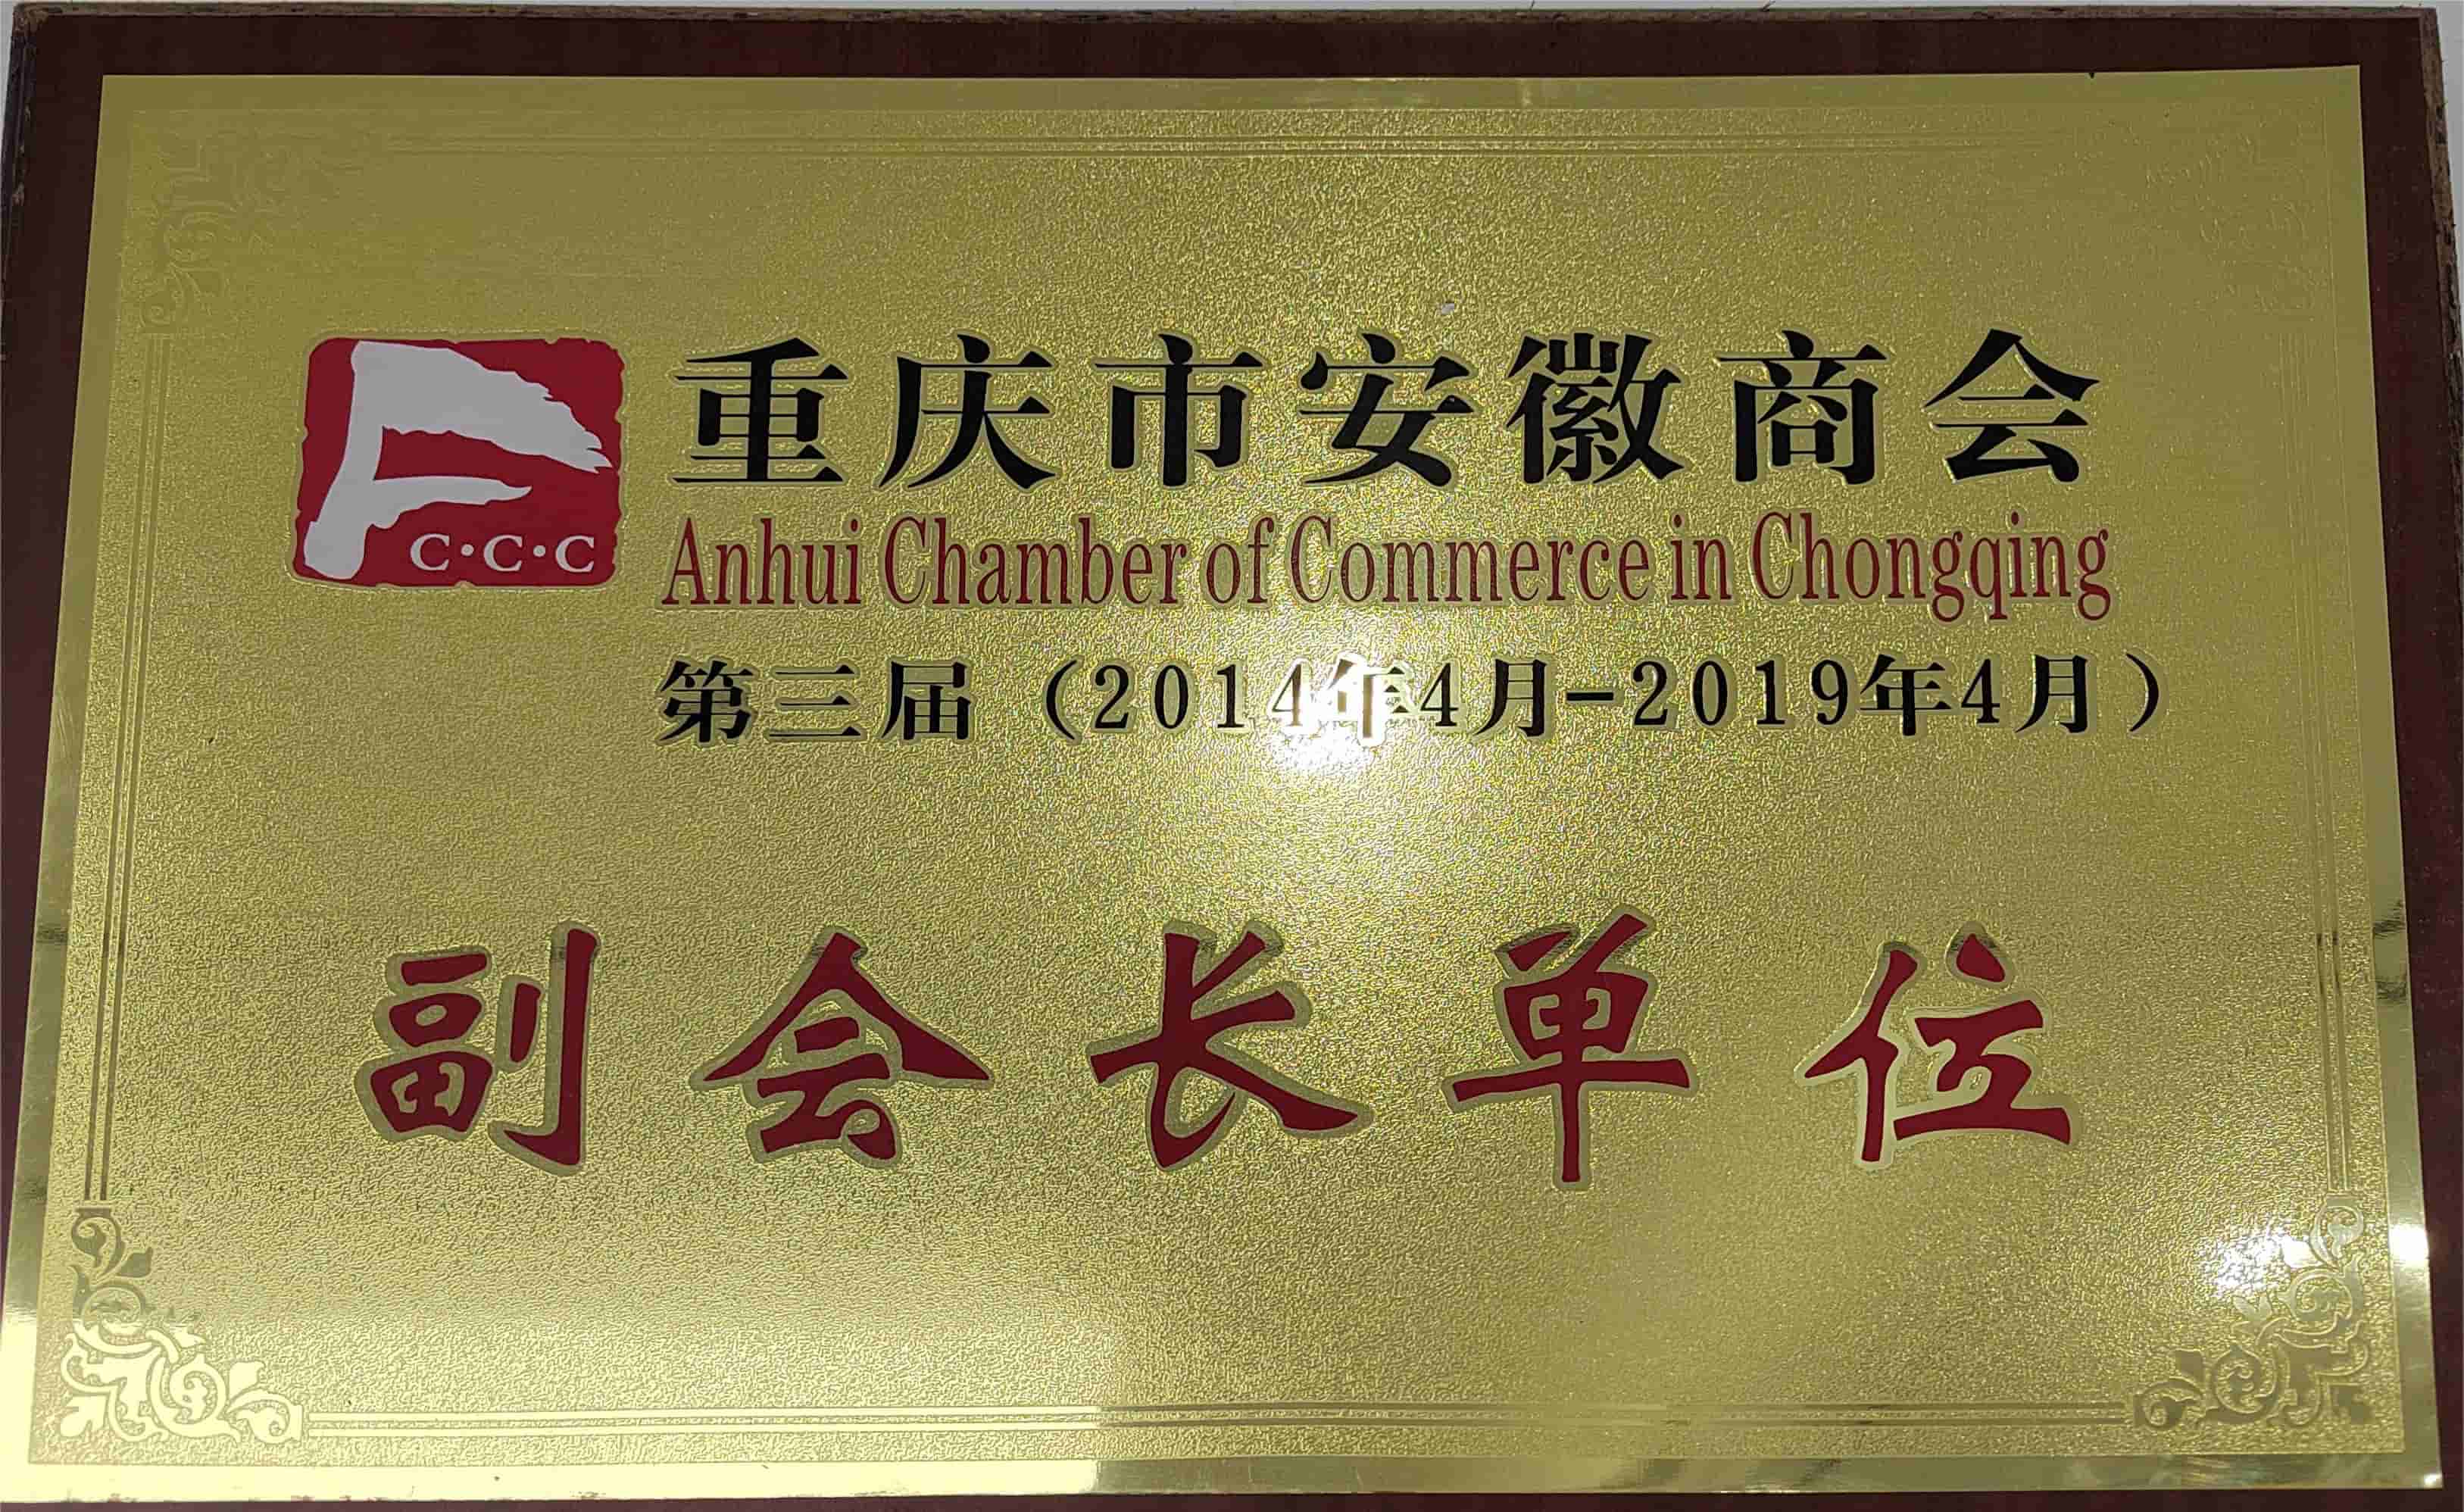 重庆市安徽商会
C·C·C
Anhui Chamber of Commerce in Chongqing
第三届（2014年4月-2019年4月）
副会长单位